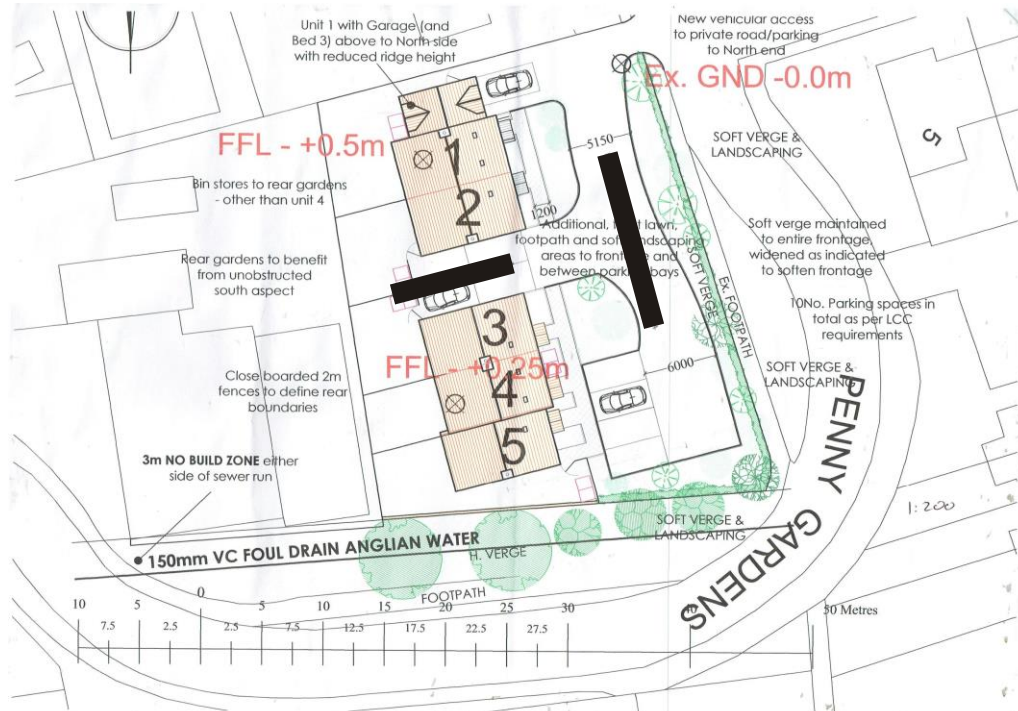 Unit 1 with Garage (and
Bed 3) above to North side
with reduced ridge height
New vehicular access
to private road/parking
to North end
Ex. GND -0.0m
FFL - +0.5m
5
SOFT VERGE &
LANDSCAPING
5150
1
2
1200
Bin stores to rear gardens
- other than unit 4
Additional, lawn,
footpath and soft landscaping
areas to and
between bays
Soft verge maintained
to entire frontage,
widened as indicated
to soften frontage
Rear gardens to benefit
from unobstructed
south aspect
SOFT VERGE
Ex. FOOTPATH
10No. Parking spaces in
total as per LCC
requirements
3
FFL - +0.25m
4
5
6000
SOFT VERGE &
LANDSCAPING
Close boarded 2m
fences to define rear
boundaries
3m NO BUILD ZONE either
side of sewer run
PENNY GARDENS
1:200
SOFT VERGE &
LANDSCAPING
150mm VC FOUL DRAIN ANGLIAN WATER
H. VERGE
FOOTPATH
10 5 0 5 10 15 20 25 30 50 Metres
7.5 2.5 2.5 7.5 12.5 17.5 22.5 27.5